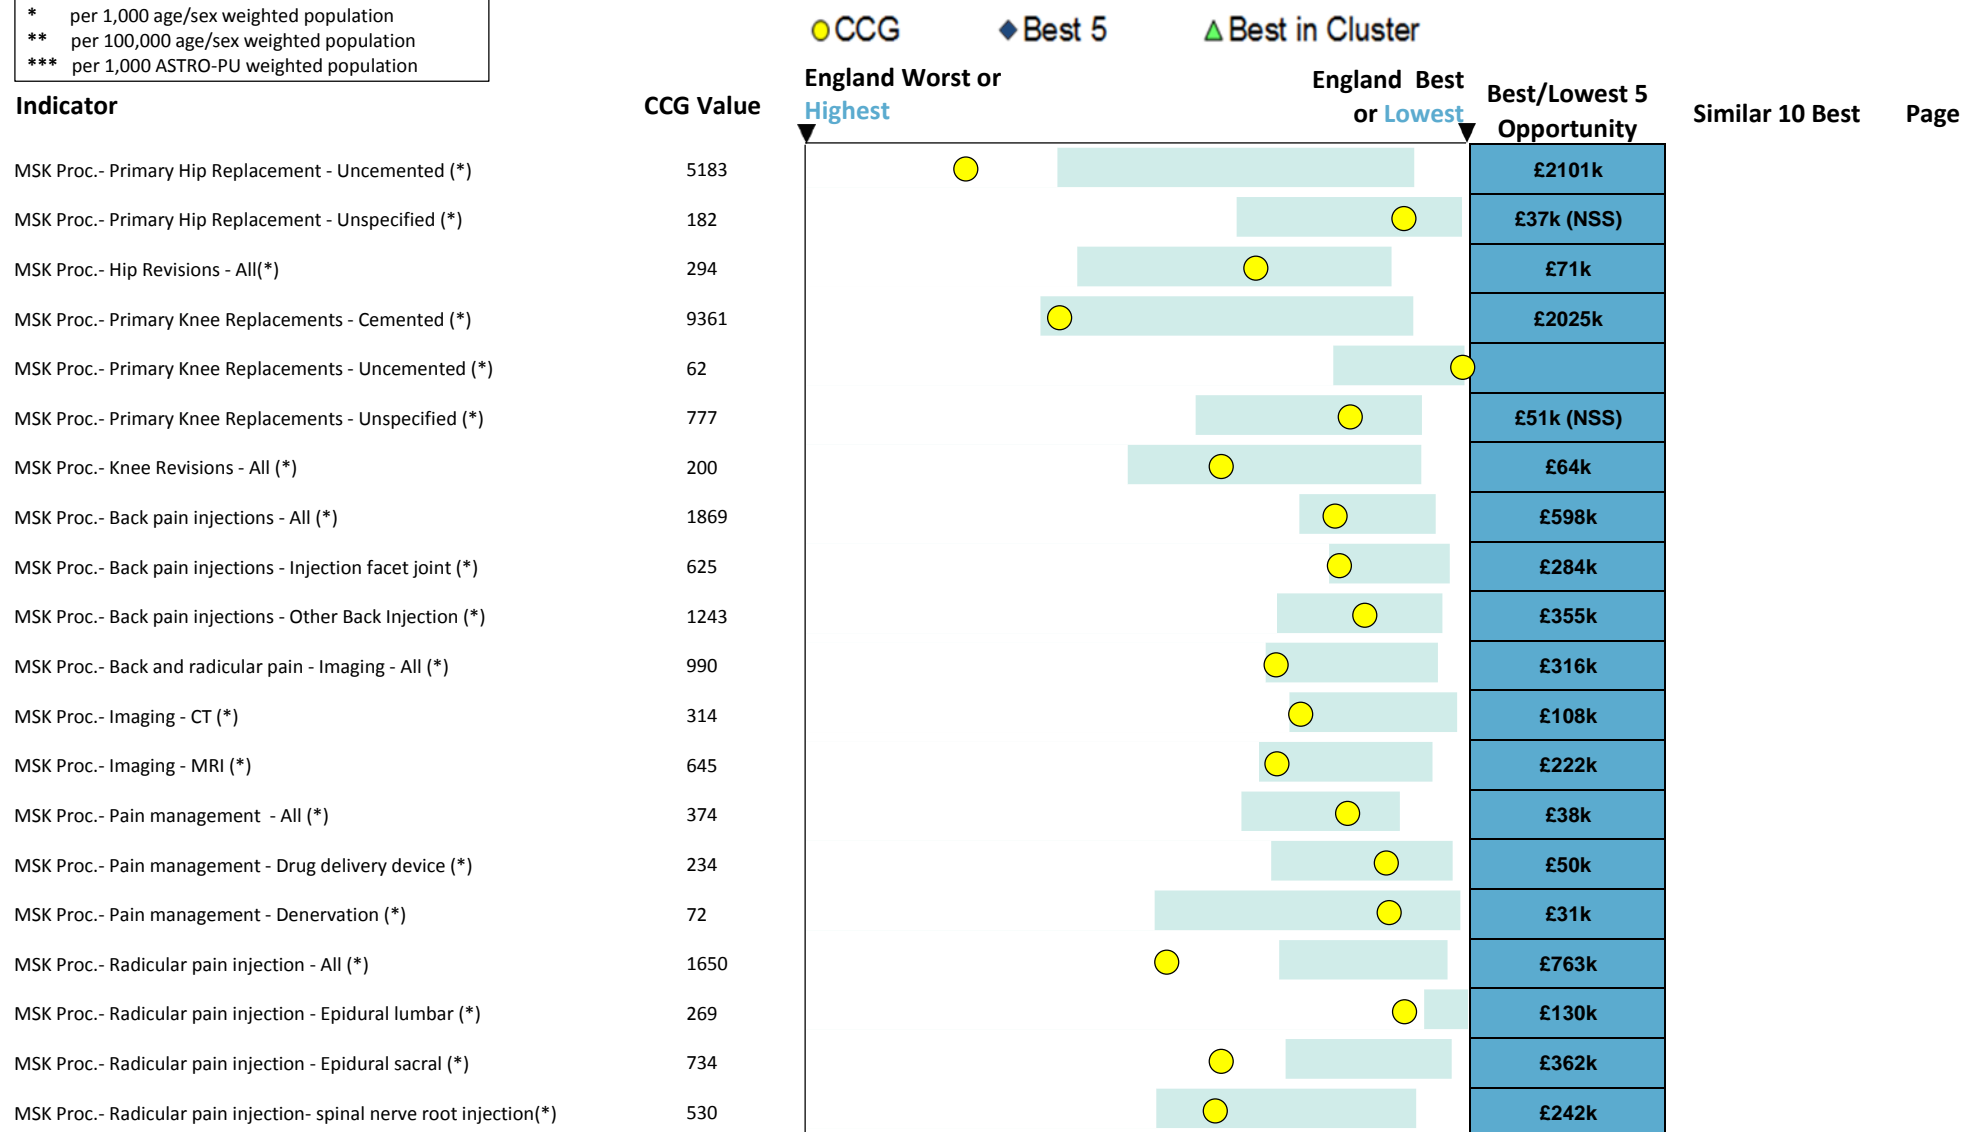 * per 1,000 age/sex weighted population
** per 100,000 age/sex weighted population
*** per 1,000 ASTRO-PU weighted population
CCG Best 5 Best in Cluster
Indicator CCG Value England Worst or Highest England Best or Lowest Best/Lowest 5 Opportunity Similar 10 Best Page
MSK Proc.- Primary Hip Replacement - Uncemented (*) 5183 £2101k
MSK Proc.- Primary Hip Replacement - Unspecified (*) 182 £37k (NSS)
MSK Proc.- Hip Revisions - All(*) 294 £71k
MSK Proc.- Primary Knee Replacements - Cemented (*) 9361 £2025k
MSK Proc.- Primary Knee Replacements - Uncemented (*) 62
MSK Proc.- Primary Knee Replacements - Unspecified (*) 777 £51k (NSS)
MSK Proc.- Knee Revisions - All (*) 200 £64k
MSK Proc.- Back pain injections - All (*) 1869 £598k
MSK Proc.- Back pain injections - Injection facet joint (*) 625 £284k
MSK Proc.- Back pain injections - Other Back Injection (*) 1243 £355k
MSK Proc.- Back and radicular pain - Imaging - All (*) 990 £316k
MSK Proc.- Imaging - CT (*) 314 £108k
MSK Proc.- Imaging - MRI (*) 645 £222k
MSK Proc.- Pain management - All (*) 374 £38k
MSK Proc.- Pain management - Drug delivery device (*) 234 £50k
MSK Proc.- Pain management - Denervation (*) 72 £31k
MSK Proc.- Radicular pain injection - All (*) 1650 £763k
MSK Proc.- Radicular pain injection - Epidural lumbar (*) 269 £130k
MSK Proc.- Radicular pain injection - Epidural sacral (*) 734 £362k
MSK Proc.- Radicular pain injection- spinal nerve root injection(*) 530 £242k